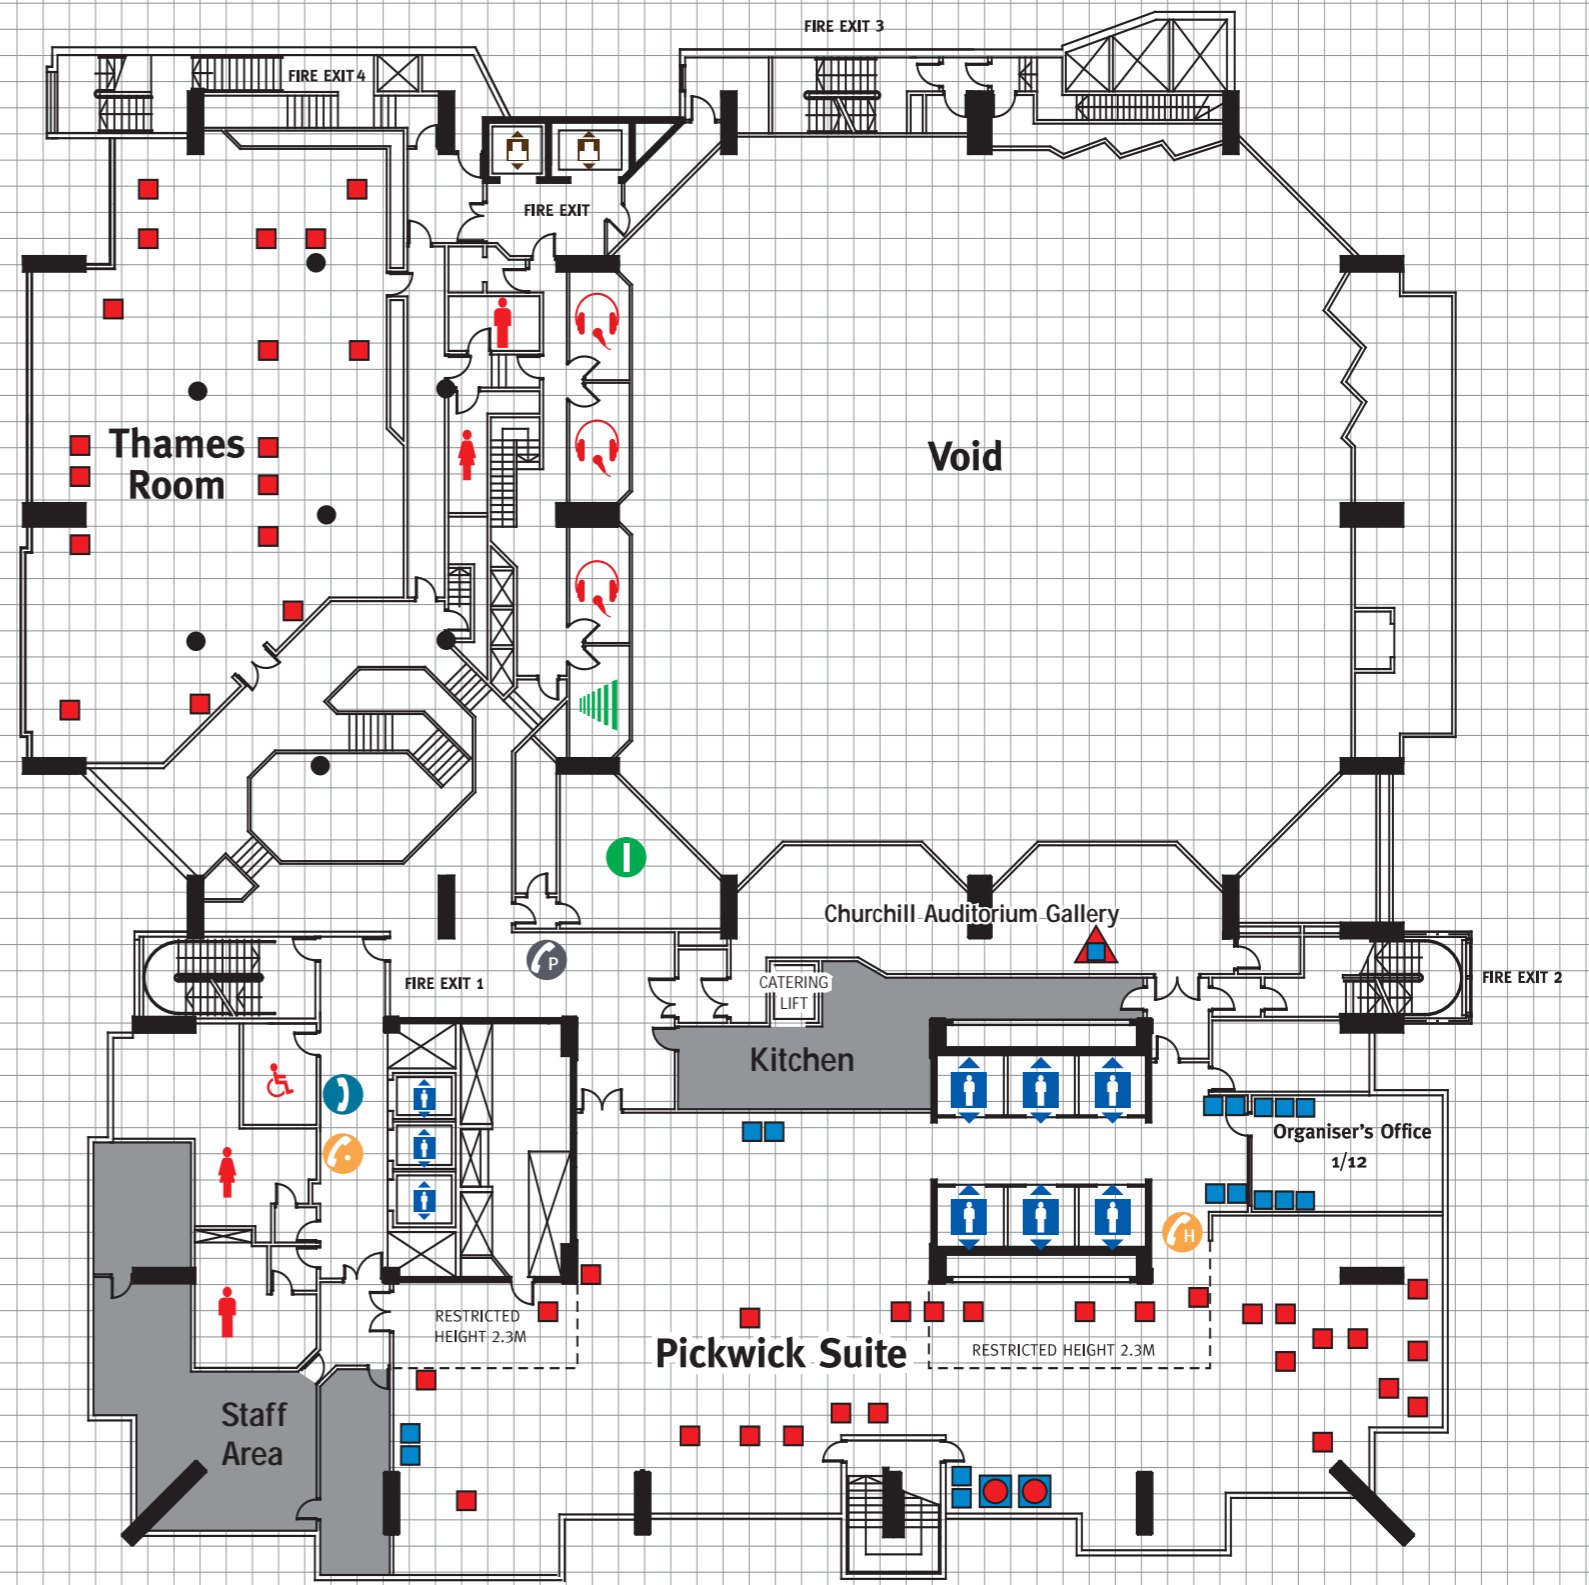 FIRE EXIT 3
FIRE EXIT 4
FIRE EXIT
Thames
Room
Void
Churchill Auditorium Gallery
P
FIRE EXIT 1
CATERING
LIFT
FIRE EXIT 2
Kitchen
Organiser's Office
1/12
H
RESTRICTED
HEIGHT 2.3M
Pickwick Suite
RESTRICTED HEIGHT 2.3M
Staff
Area